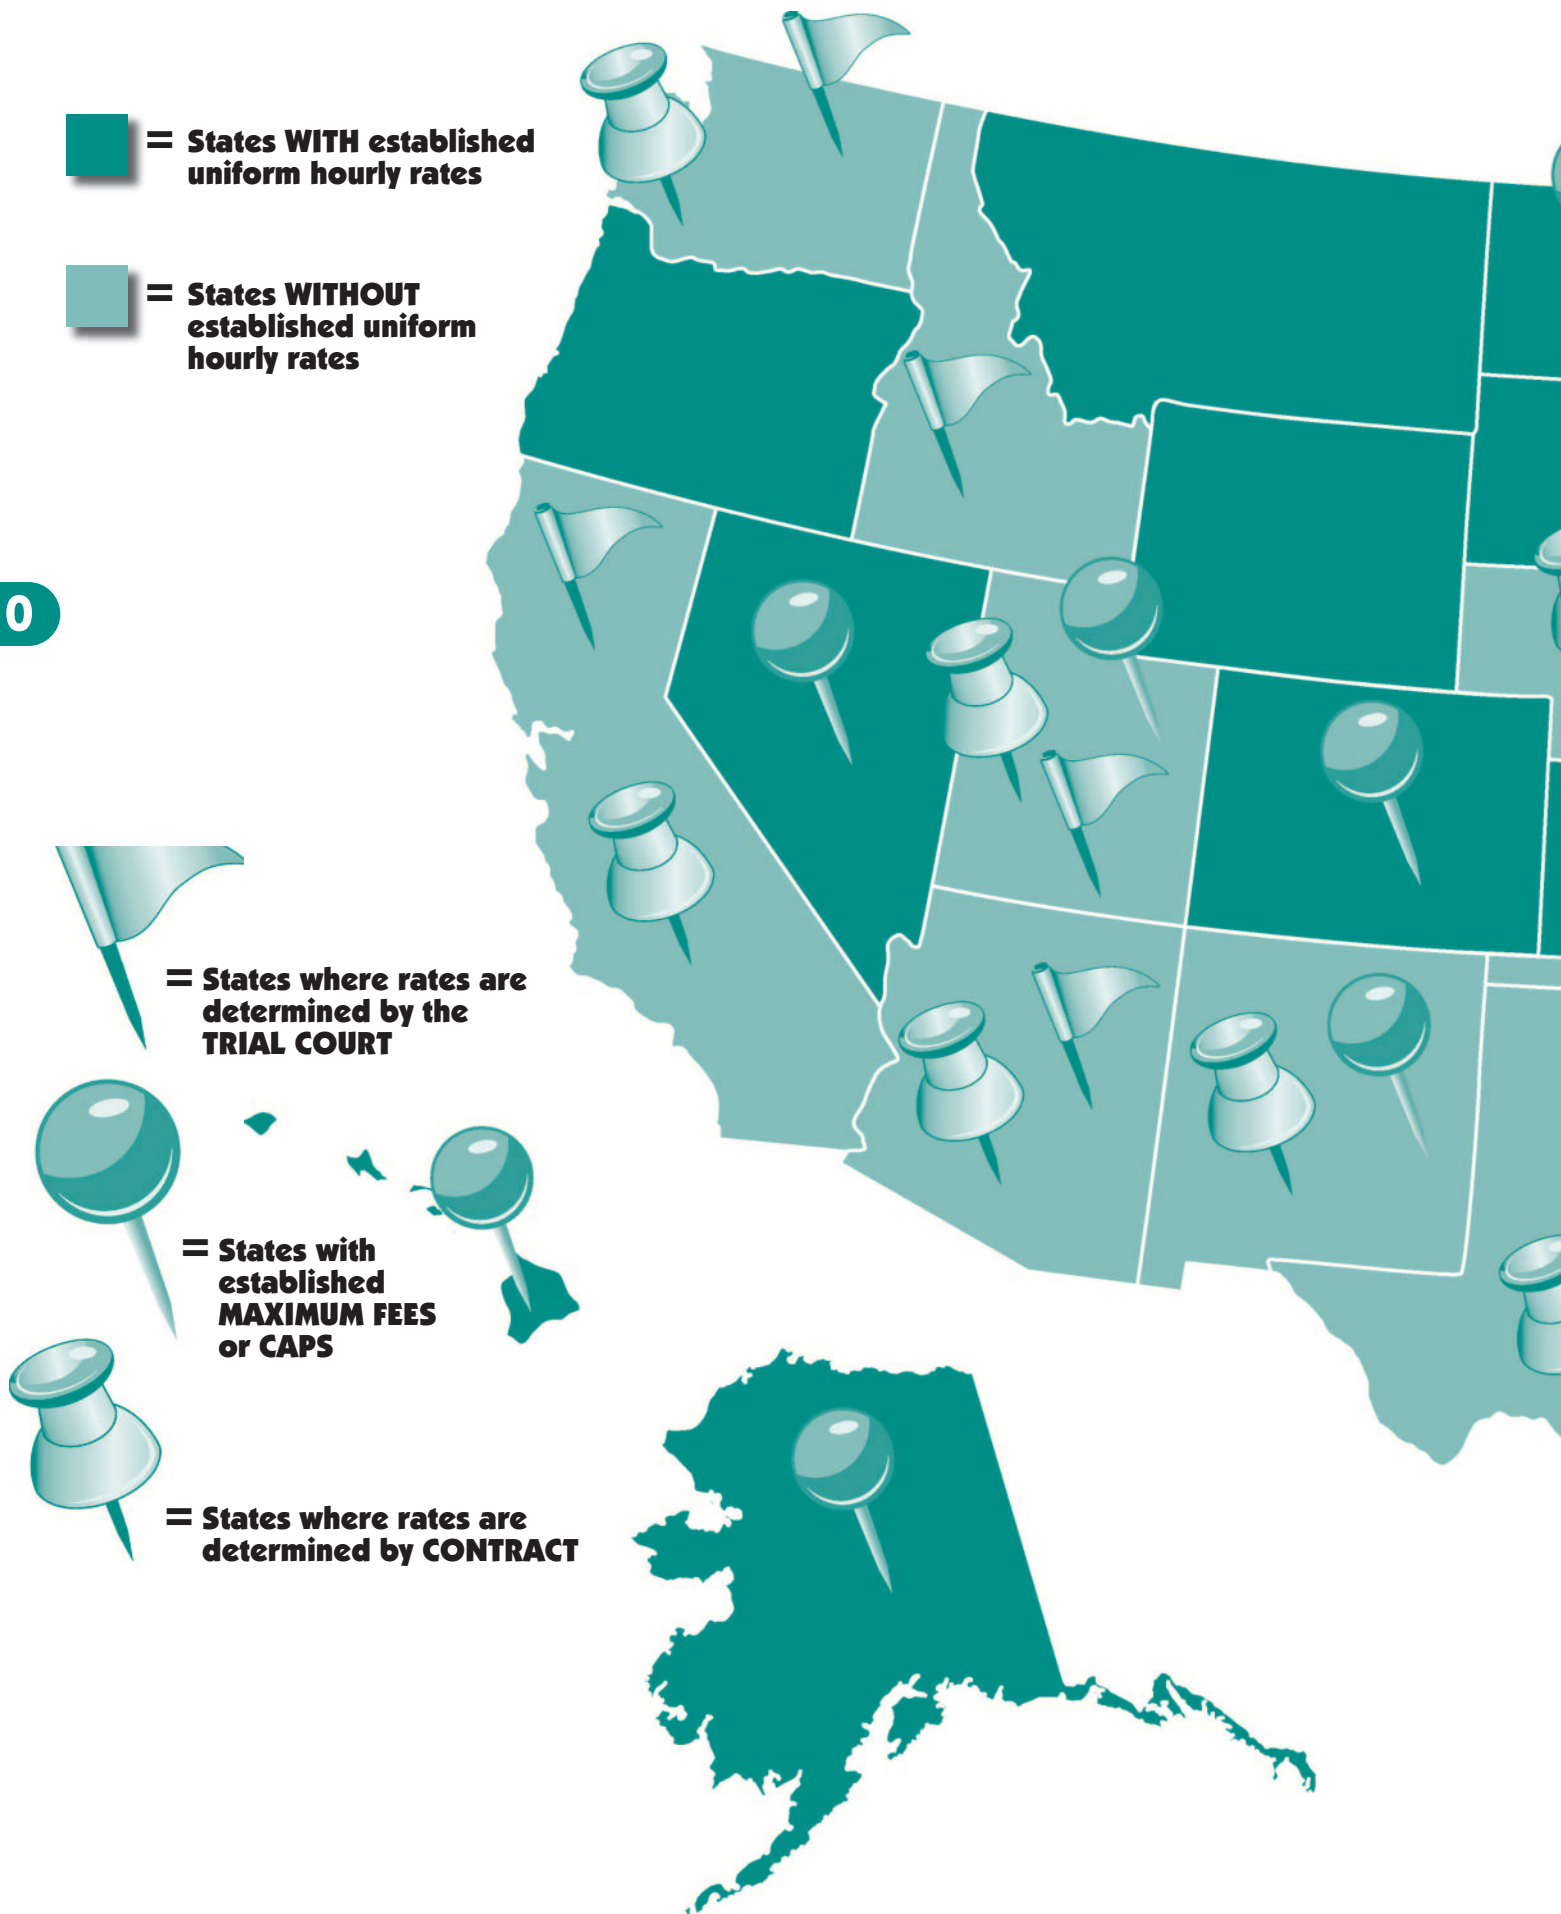 = States WITH established
uniform hourly rates
= States WITHOUT
established uniform
hourly rates
0
= States where rates are
determined by the
TRIAL COURT
= States with
established
MAXIMUM FEES
or CAPS
= States where rates are
determined by CONTRACT